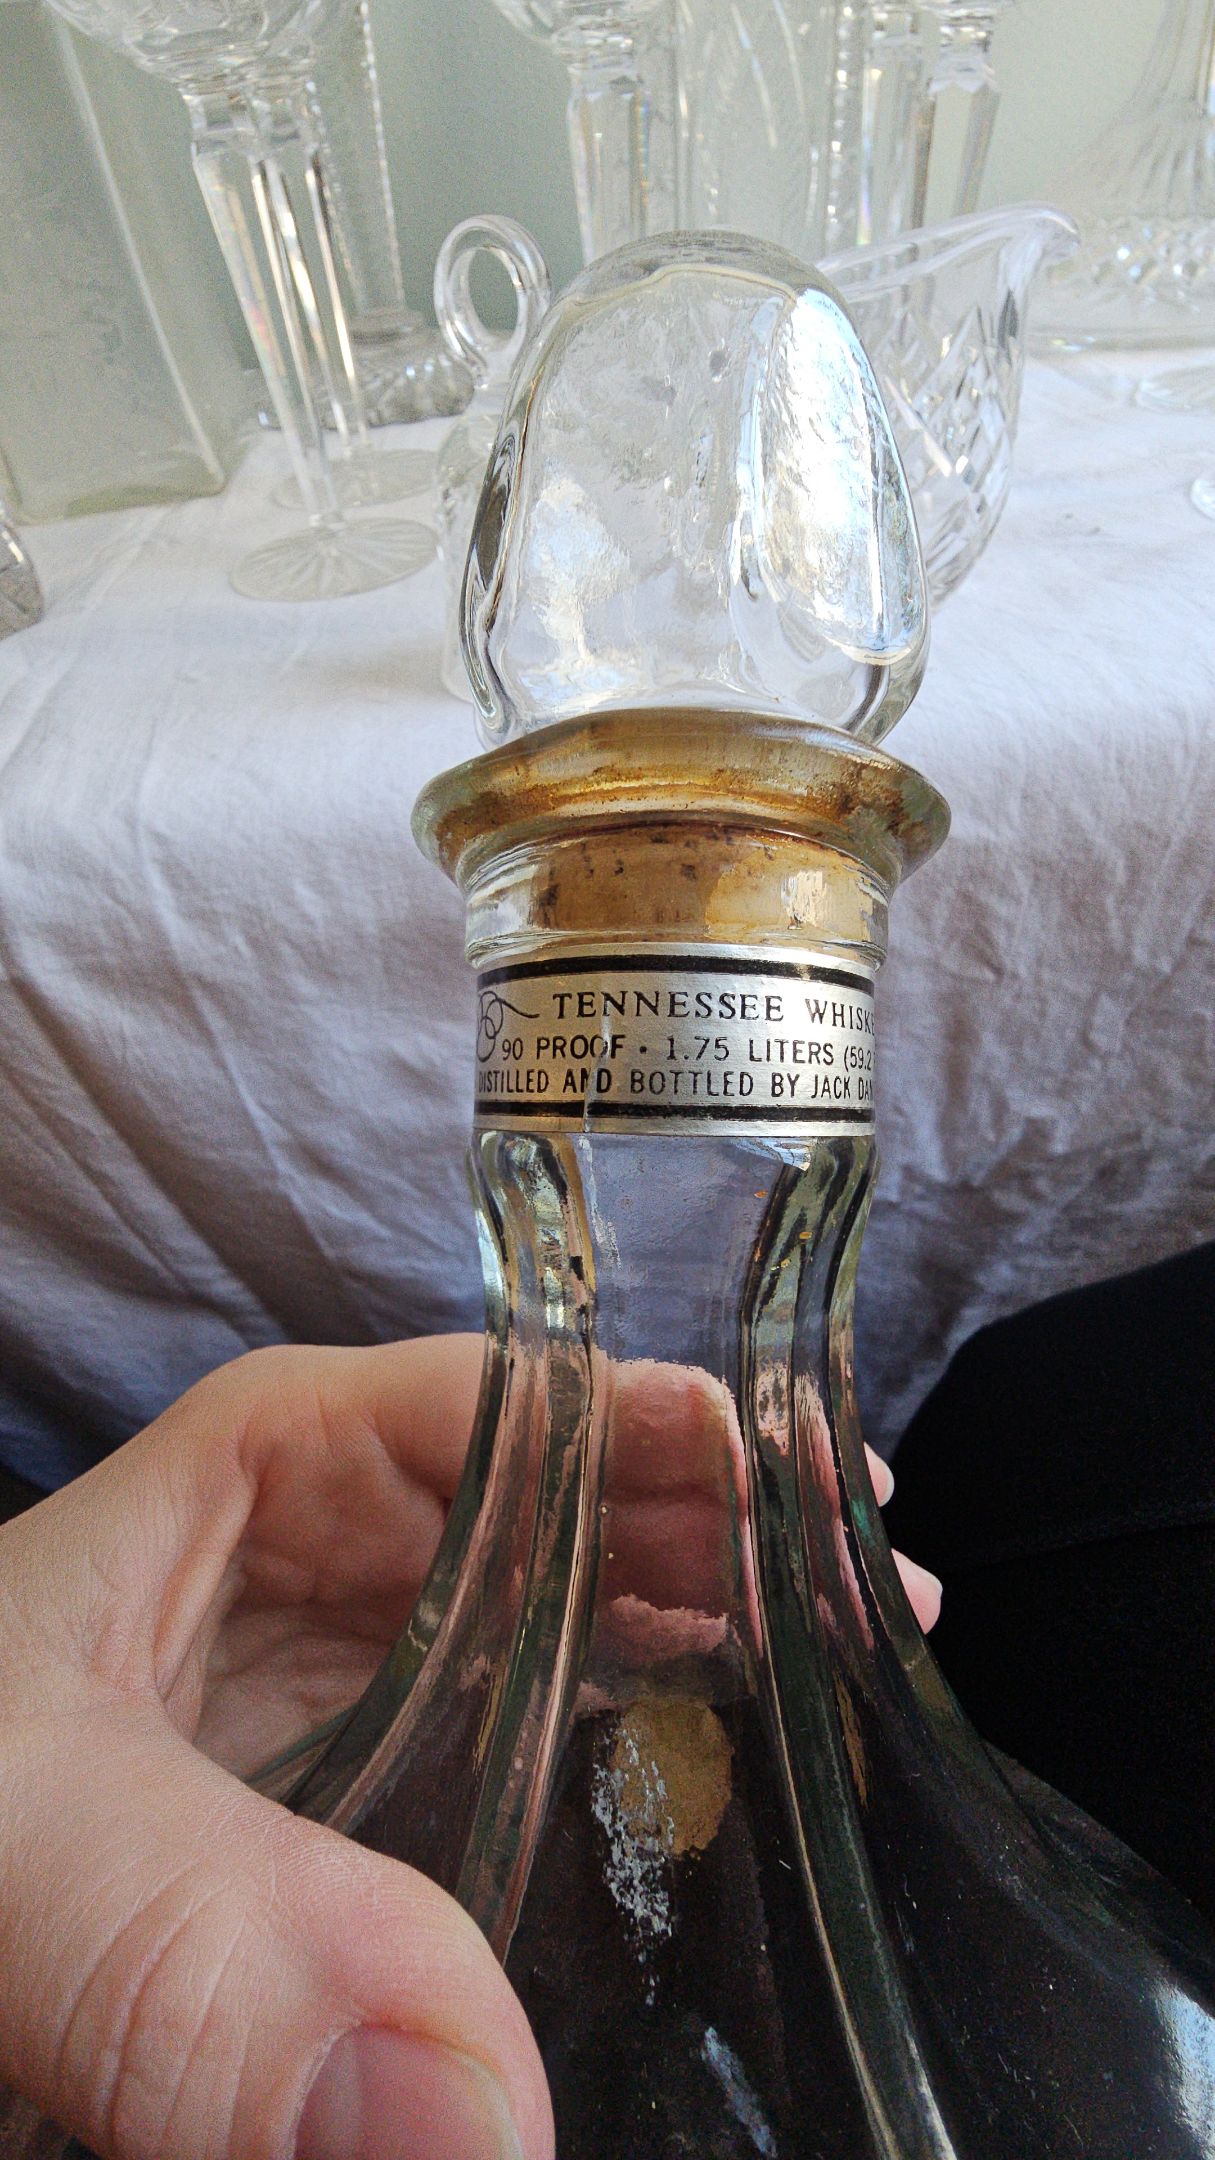 TENNESSEE WHISKE
90 PROOF · 1.75 LITERS (59.2
DISTILLED AND BOTTLED BY JACK DAN